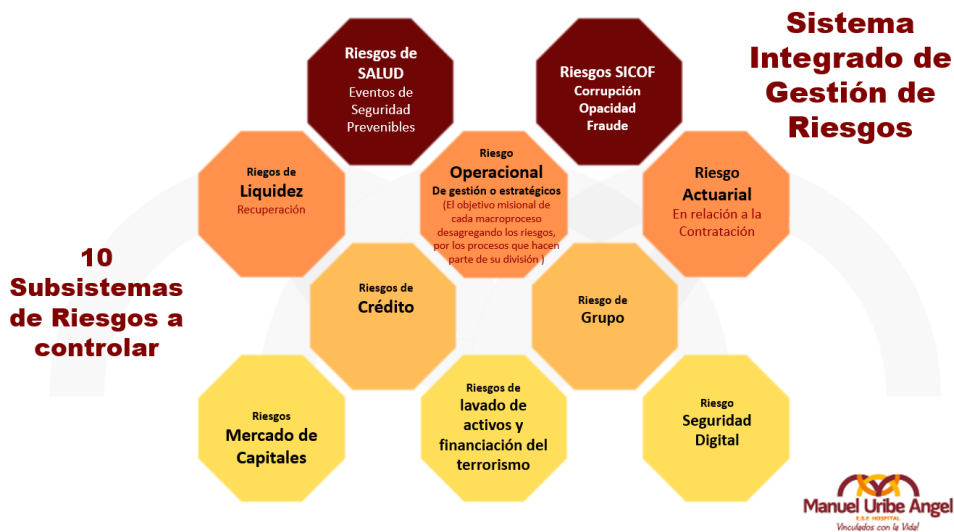 Sistema
Integrado de
Gestión de
Riesgos
Riesgos de
SALUD
Eventos de
Seguridad
Prevenibles
Riesgos SICOF
Corrupción
Opacidad
Fraude
Riegos de
Liquidez
Recuperación
Riesgo
Operacional
De gestión o estratégicos
(El objetivo misional de
cada macroproceso
desagregando los riesgos,
por los procesos que hacen
parte de su división )
Riesgo
Actuarial
En relación a la
Contratación
10
Subsistemas
de Riesgos a
controlar
Riesgos de
Crédito
Riesgo de
Grupo
Riesgos
Mercado de
Capitales
Riesgos de
lavado de
activos y
financiación del
terrorismo
Riesgo
Seguridad
Digital
Manuel Uribe Angel
E.S.E HOSPITAL
Vinculados con la Vida!